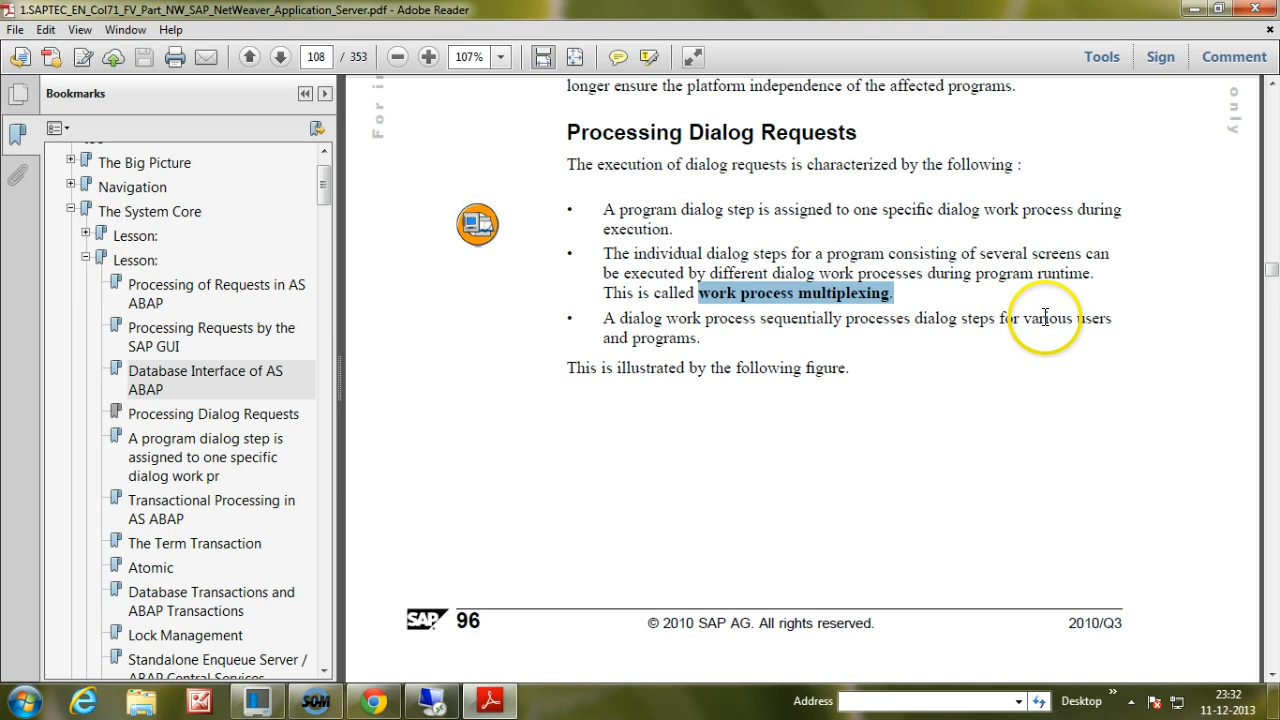 1.SAPTEC_EN_Col71_FV_Part_NW_SAP_NetWeaver_Application_Server.pdf - Adobe Reader
File Edit View Window Help
108 / 353 107% Tools Sign Comment
Bookmarks
The Big Picture
Navigation
The System Core
Lesson:
Lesson:
Processing of Requests in AS
ABAP
Processing Requests by the
SAP GUI
Database Interface of AS
ABAP
Processing Dialog Requests
A program dialog step is
assigned to one specific
dialog work pr
Transactional Processing in
AS ABAP
The Term Transaction
Atomic
Database Transactions and
ABAP Transactions
Lock Management
Standalone Enqueue Server /
ABAP Central Services
For i
only
longer ensure the platform independence of the affected programs.
Processing Dialog Requests
The execution of dialog requests is characterized by the following :
• A program dialog step is assigned to one specific dialog work process during
execution.
• The individual dialog steps for a program consisting of several screens can
be executed by different dialog work processes during program runtime.
This is called work process multiplexing.
• A dialog work process sequentially processes dialog steps for various users
and programs.
This is illustrated by the following figure.
SAP 96 © 2010 SAP AG. All rights reserved. 2010/Q3
SQM
Address
Desktop
23:32
11-12-2013